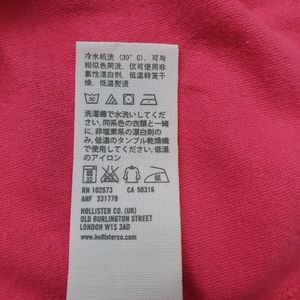 冷水机洗 (30° C), 可与
相似色同洗, 仅可使用非
氯性漂白剂, 低温转笼干
燥, 低温熨烫
洗濯機で水洗いしてくだ
さい, 同系色の衣類と一緒
に, 非塩素系の漂白剤の
み, 低温のタンブル乾燥機
で使用してください, 低温
のアイロン
RN 102573 CA 50316
ANF 331779
HOLLISTER CO. (UK)
OLD BURLINGTON STREET
LONDON W1S 3AD
www.hollisterco.com